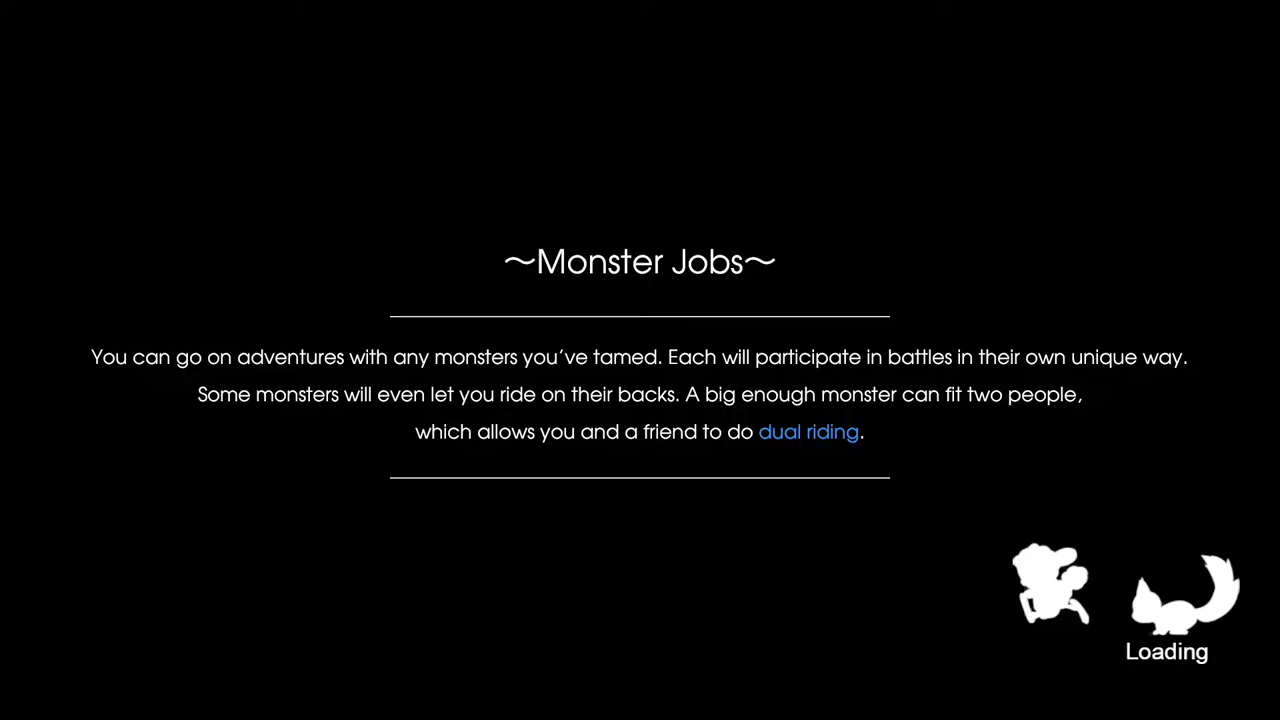 ～Monster Jobs～
You can go on adventures with any monsters you've tamed. Each will participate in battles in their own unique way.
Some monsters will even let you ride on their backs. A big enough monster can fit two people,
which allows you and a friend to do dual riding.
Loading